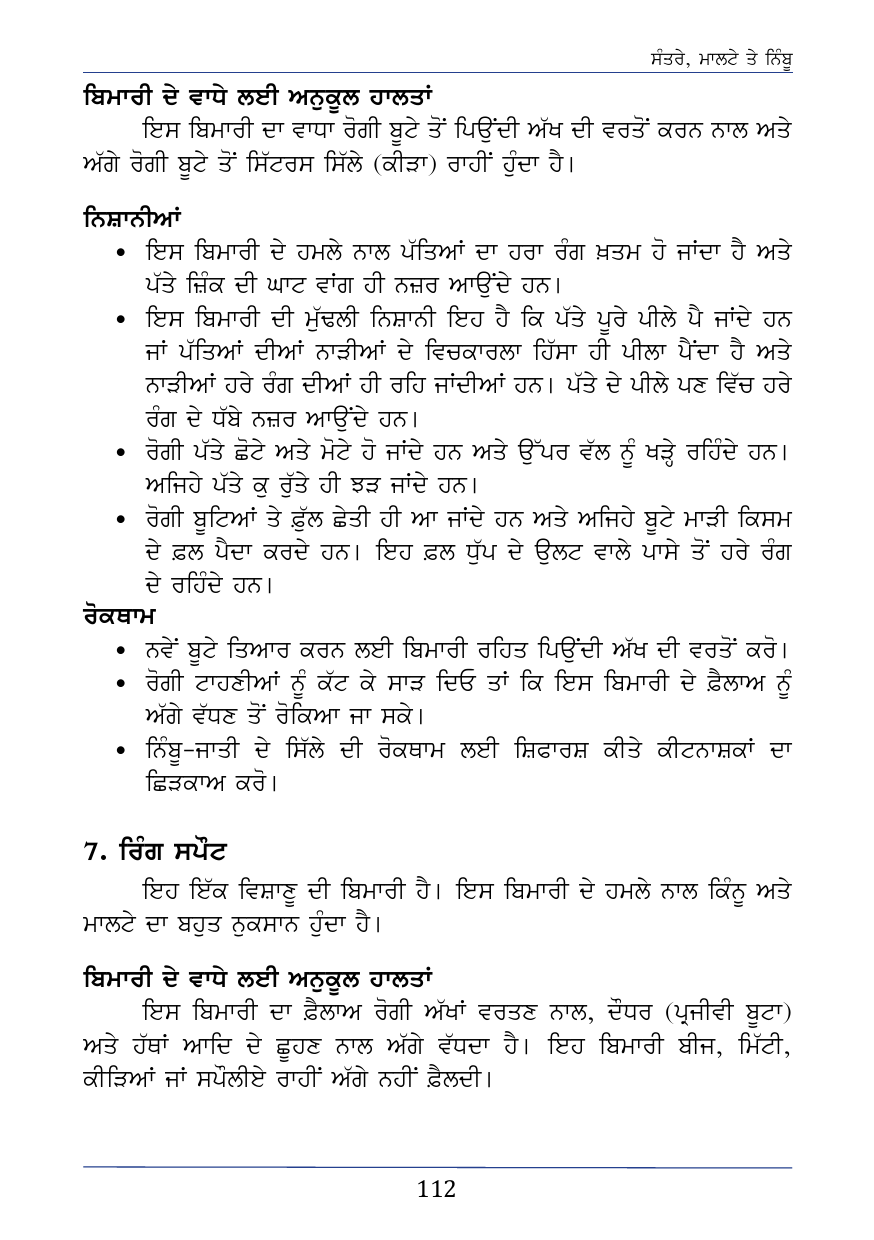 ਸੰਤਰੇ, ਮਾਲਟੇ ਤੇ ਨਿੰਬੂ
ਬਿਮਾਰੀ ਦੇ ਵਾਧੇ ਲਈ ਅਨੁਕੂਲ ਹਾਲਤਾਂ
ਇਸ ਬਿਮਾਰੀ ਦਾ ਵਾਧਾ ਰੋਗੀ ਬੂਟੇ ਤੋਂ ਪਿਉਂਦੀ ਅੱਖ ਦੀ ਵਰਤੋਂ ਕਰਨ ਨਾਲ ਅਤੇ
ਅੱਗੇ ਰੋਗੀ ਬੂਟੇ ਤੋਂ ਸਿੱਟਰਸ ਸਿੱਲੇ (ਕੀੜਾ) ਰਾਹੀਂ ਹੁੰਦਾ ਹੈ।
ਨਿਸ਼ਾਨੀਆਂ
• ਇਸ ਬਿਮਾਰੀ ਦੇ ਹਮਲੇ ਨਾਲ ਪੱਤਿਆਂ ਦਾ ਹਰਾ ਰੰਗ ਖ਼ਤਮ ਹੋ ਜਾਂਦਾ ਹੈ ਅਤੇ
ਪੱਤੇ ਜ਼ਿੰਕ ਦੀ ਘਾਟ ਵਾਂਗ ਹੀ ਨਜ਼ਰ ਆਉਂਦੇ ਹਨ।
• ਇਸ ਬਿਮਾਰੀ ਦੀ ਮੁੱਢਲੀ ਨਿਸ਼ਾਨੀ ਇਹ ਹੈ ਕਿ ਪੱਤੇ ਪੂਰੇ ਪੀਲੇ ਪੈ ਜਾਂਦੇ ਹਨ
ਜਾਂ ਪੱਤਿਆਂ ਦੀਆਂ ਨਾੜੀਆਂ ਦੇ ਵਿਚਕਾਰਲਾ ਹਿੱਸਾ ਹੀ ਪੀਲਾ ਪੈਂਦਾ ਹੈ ਅਤੇ
ਨਾੜੀਆਂ ਹਰੇ ਰੰਗ ਦੀਆਂ ਹੀ ਰਹਿ ਜਾਂਦੀਆਂ ਹਨ। ਪੱਤੇ ਦੇ ਪੀਲੇ ਪਣ ਵਿੱਚ ਹਰੇ
ਰੰਗ ਦੇ ਧੱਬੇ ਨਜ਼ਰ ਆਉਂਦੇ ਹਨ।
• ਰੋਗੀ ਪੱਤੇ ਛੋਟੇ ਅਤੇ ਮੋਟੇ ਹੋ ਜਾਂਦੇ ਹਨ ਅਤੇ ਉੱਪਰ ਵੱਲ ਨੂੰ ਖੜ੍ਹੇ ਰਹਿੰਦੇ ਹਨ।
ਅਜਿਹੇ ਪੱਤੇ ਕੁ ਰੁੱਤੇ ਹੀ ਝੜ ਜਾਂਦੇ ਹਨ।
• ਰੋਗੀ ਬੂਟਿਆਂ ਤੇ ਫ਼ੁੱਲ ਛੇਤੀ ਹੀ ਆ ਜਾਂਦੇ ਹਨ ਅਤੇ ਅਜਿਹੇ ਬੂਟੇ ਮਾੜੀ ਕਿਸਮ
ਦੇ ਫ਼ਲ ਪੈਦਾ ਕਰਦੇ ਹਨ। ਇਹ ਫ਼ਲ ਧੁੱਪ ਦੇ ਉਲਟ ਵਾਲੇ ਪਾਸੇ ਤੋਂ ਹਰੇ ਰੰਗ
ਦੇ ਰਹਿੰਦੇ ਹਨ।
ਰੋਕਥਾਮ
• ਨਵੇਂ ਬੂਟੇ ਤਿਆਰ ਕਰਨ ਲਈ ਬਿਮਾਰੀ ਰਹਿਤ ਪਿਉਂਦੀ ਅੱਖ ਦੀ ਵਰਤੋਂ ਕਰੋ।
• ਰੋਗੀ ਟਾਹਣੀਆਂ ਨੂੰ ਕੱਟ ਕੇ ਸਾੜ ਦਿਓ ਤਾਂ ਕਿ ਇਸ ਬਿਮਾਰੀ ਦੇ ਫ਼ੈਲਾਅ ਨੂੰ
ਅੱਗੇ ਵੱਧਣ ਤੋਂ ਰੋਕਿਆ ਜਾ ਸਕੇ।
• ਨਿੰਬੂ-ਜਾਤੀ ਦੇ ਸਿੱਲੇ ਦੀ ਰੋਕਥਾਮ ਲਈ ਸ਼ਿਫਾਰਸ਼ ਕੀਤੇ ਕੀਟਨਾਸ਼ਕਾਂ ਦਾ
ਛਿੜਕਾਅ ਕਰੋ।
7. ਰਿੰਗ ਸਪੌਟ
ਇਹ ਇੱਕ ਵਿਸ਼ਾਣੂ ਦੀ ਬਿਮਾਰੀ ਹੈ। ਇਸ ਬਿਮਾਰੀ ਦੇ ਹਮਲੇ ਨਾਲ ਕਿੰਨੂ ਅਤੇ
ਮਾਲਟੇ ਦਾ ਬਹੁਤ ਨੁਕਸਾਨ ਹੁੰਦਾ ਹੈ।
ਬਿਮਾਰੀ ਦੇ ਵਾਧੇ ਲਈ ਅਨੁਕੂਲ ਹਾਲਤਾਂ
ਇਸ ਬਿਮਾਰੀ ਦਾ ਫ਼ੈਲਾਅ ਰੋਗੀ ਅੱਖਾਂ ਵਰਤਣ ਨਾਲ, ਦੌਧਰ (ਪ੍ਰਜੀਵੀ ਬੂਟਾ)
ਅਤੇ ਹੱਥਾਂ ਆਦਿ ਦੇ ਛੂਹਣ ਨਾਲ ਅੱਗੇ ਵੱਧਦਾ ਹੈ। ਇਹ ਬਿਮਾਰੀ ਬੀਜ, ਮਿੱਟੀ,
ਕੀੜਿਆਂ ਜਾਂ ਸਪੌਲੀਏ ਰਾਹੀਂ ਅੱਗੇ ਨਹੀਂ ਫ਼ੈਲਦੀ।
112